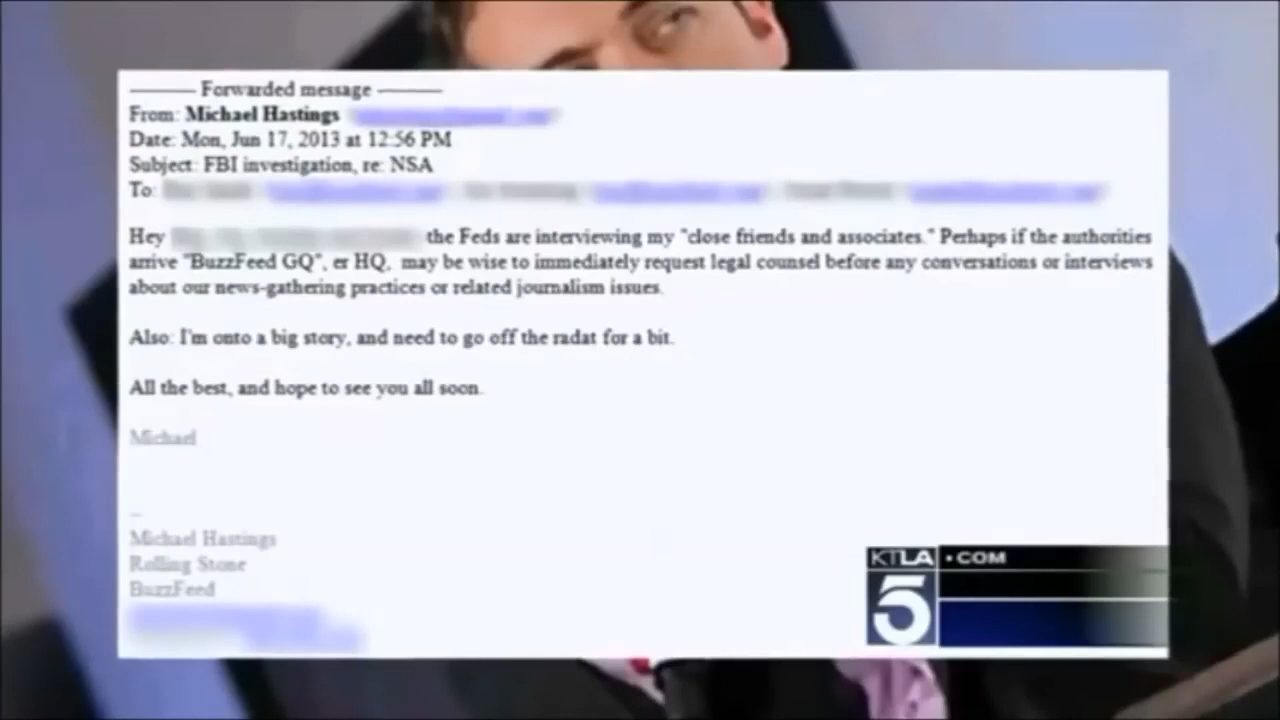 Forwarded message
From: Michael Hastings
Date: Mon, Jun 17, 2013 at 12:56 PM
Subject: FBI investigation, re: NSA
To:
Hey the Feds are interviewing my "close friends and associates." Perhaps if the authorities
arrive "BuzzFeed GQ", er HQ, may be wise to immediately request legal counsel before any conversations or interviews
about our news-gathering practices or related journalism issues.
Also: I'm onto a big story, and need to go off the radat for a bit.
All the best, and hope to see you all soon.
Michael
--
Michael Hastings
Rolling Stone
BuzzFeed
KTLA • COM
5